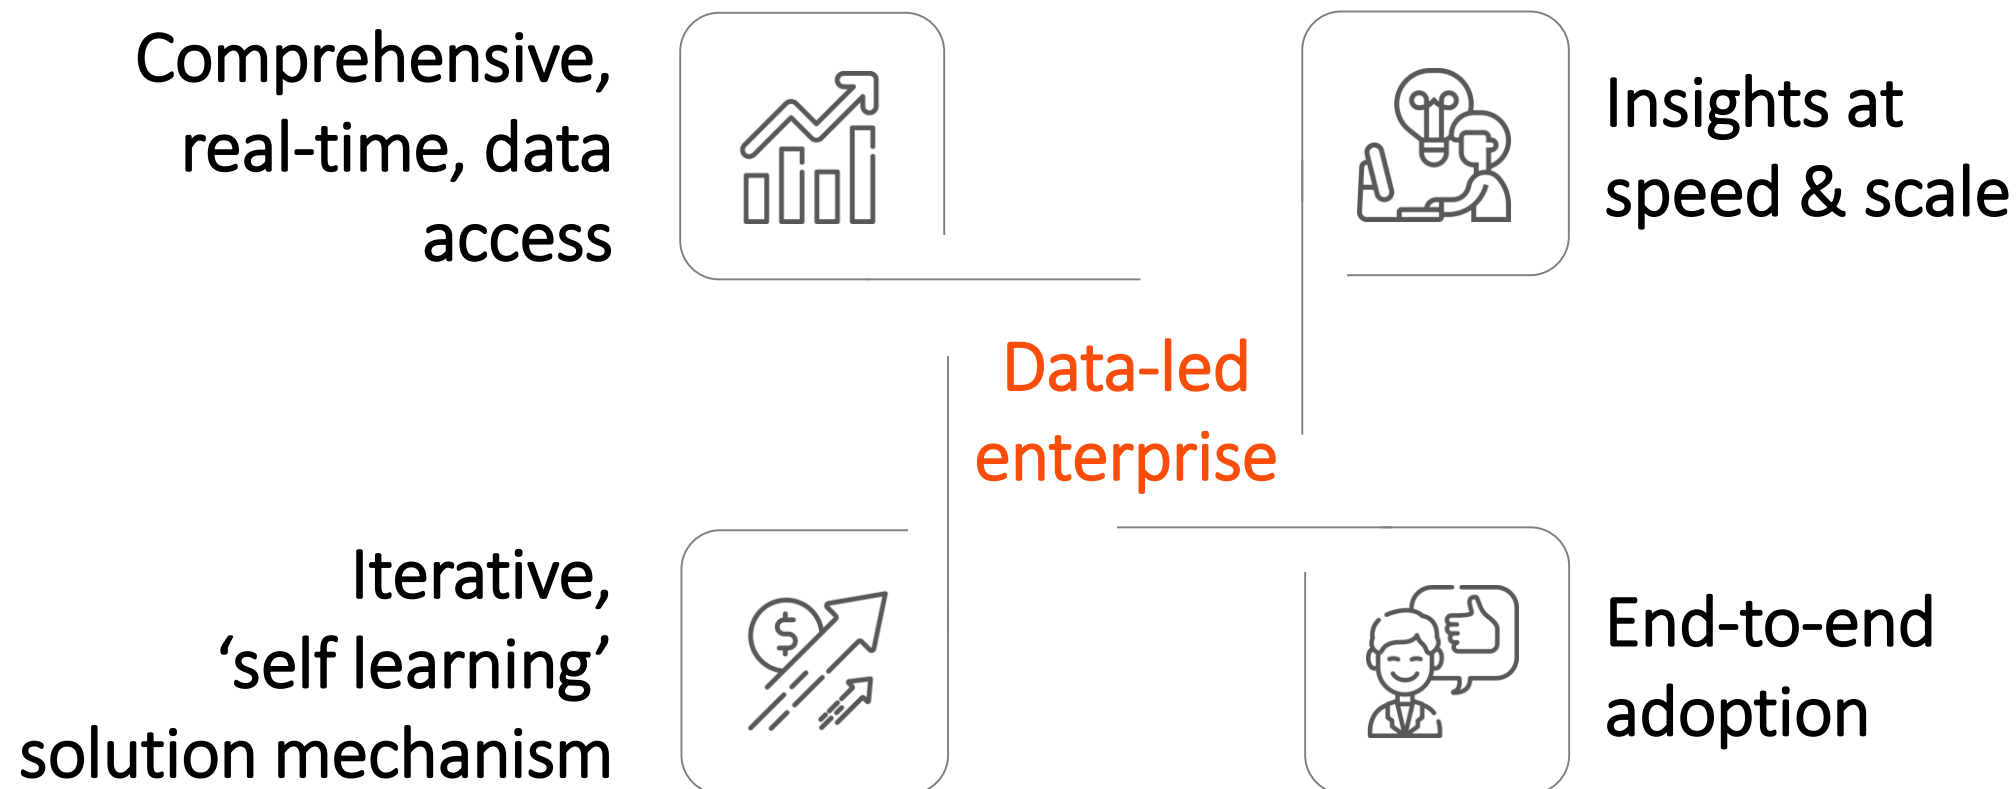 Comprehensive,
real-time, data
access
Insights at
speed & scale
Data-led
enterprise
Iterative,
‘self learning’
solution mechanism
$
End-to-end
adoption